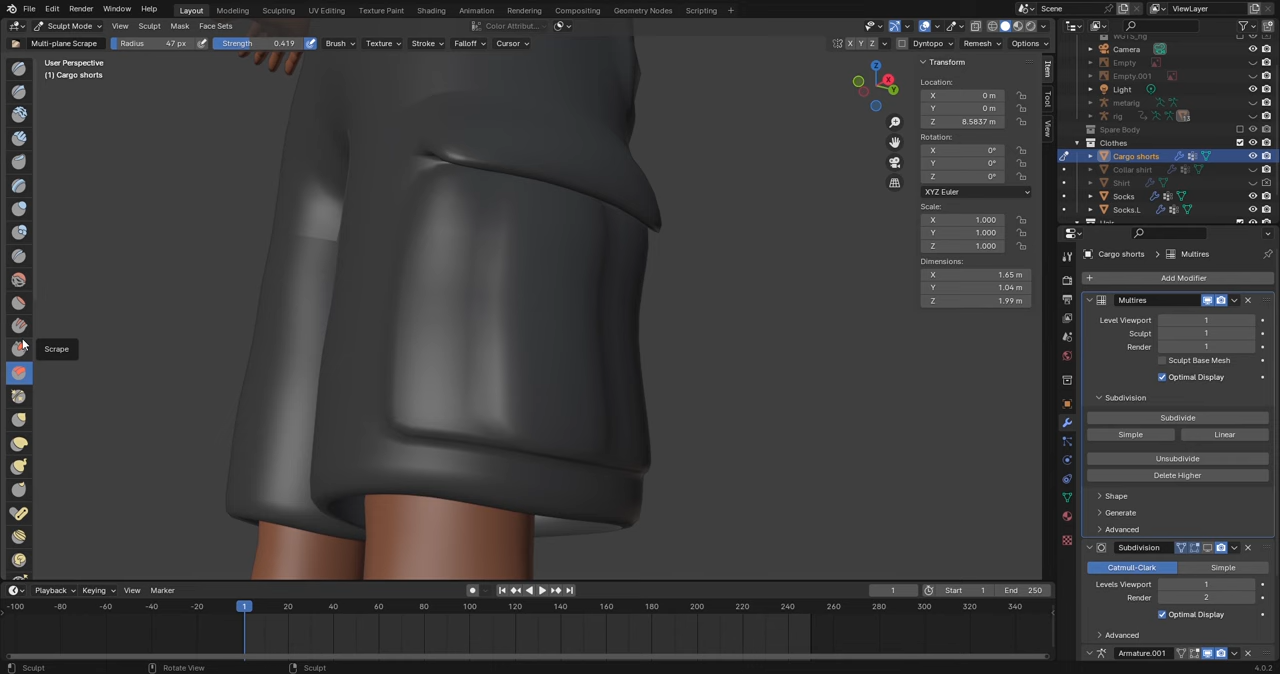 File Edit Render Window Help Layout Modeling Sculpting UV Editing Texture Paint Shading Animation Rendering Compositing Geometry Nodes Scripting + Scene ViewLayer
Sculpt Mode View Sculpt Mask Face Sets Color Attribut...
Multi-plane Scrape Radius 47 px Strength 0.419 Brush Texture Stroke Falloff Cursor X Y Z Dyntopo Remesh Options
User Perspective
(1) Cargo shorts
Scrape
Z
X
Y
Transform
Location:
X 0 m
Y 0 m
Z 8.5837 m
Rotation:
X 0°
Y 0°
Z 0°
XYZ Euler
Scale:
X 1.000
Y 1.000
Z 1.000
Dimensions:
X 1.65 m
Y 1.04 m
Z 1.99 m
Item
Tool
View
Camera
Empty
Empty.001
Light
metarig
rig
Spare Body
Clothes
Cargo shorts
Collar shirt
Shirt
Socks
Socks.L
Cargo shorts > Multires
Add Modifier
Multires
Level Viewport 1
Sculpt 1
Render 1
Sculpt Base Mesh
Optimal Display
Subdivision
Subdivide
Simple Linear
Unsubdivide
Delete Higher
Shape
Generate
Advanced
Subdivision
Catmull-Clark Simple
Levels Viewport 1
Render 2
Optimal Display
Advanced
Armature.001
Playback Keying View Marker 1 Start 1 End 250
-100 -80 -60 -40 -20 1 20 40 60 80 100 120 140 160 180 200 220 240 260 280 300 320 340
Sculpt Rotate View Sculpt 4.0.2